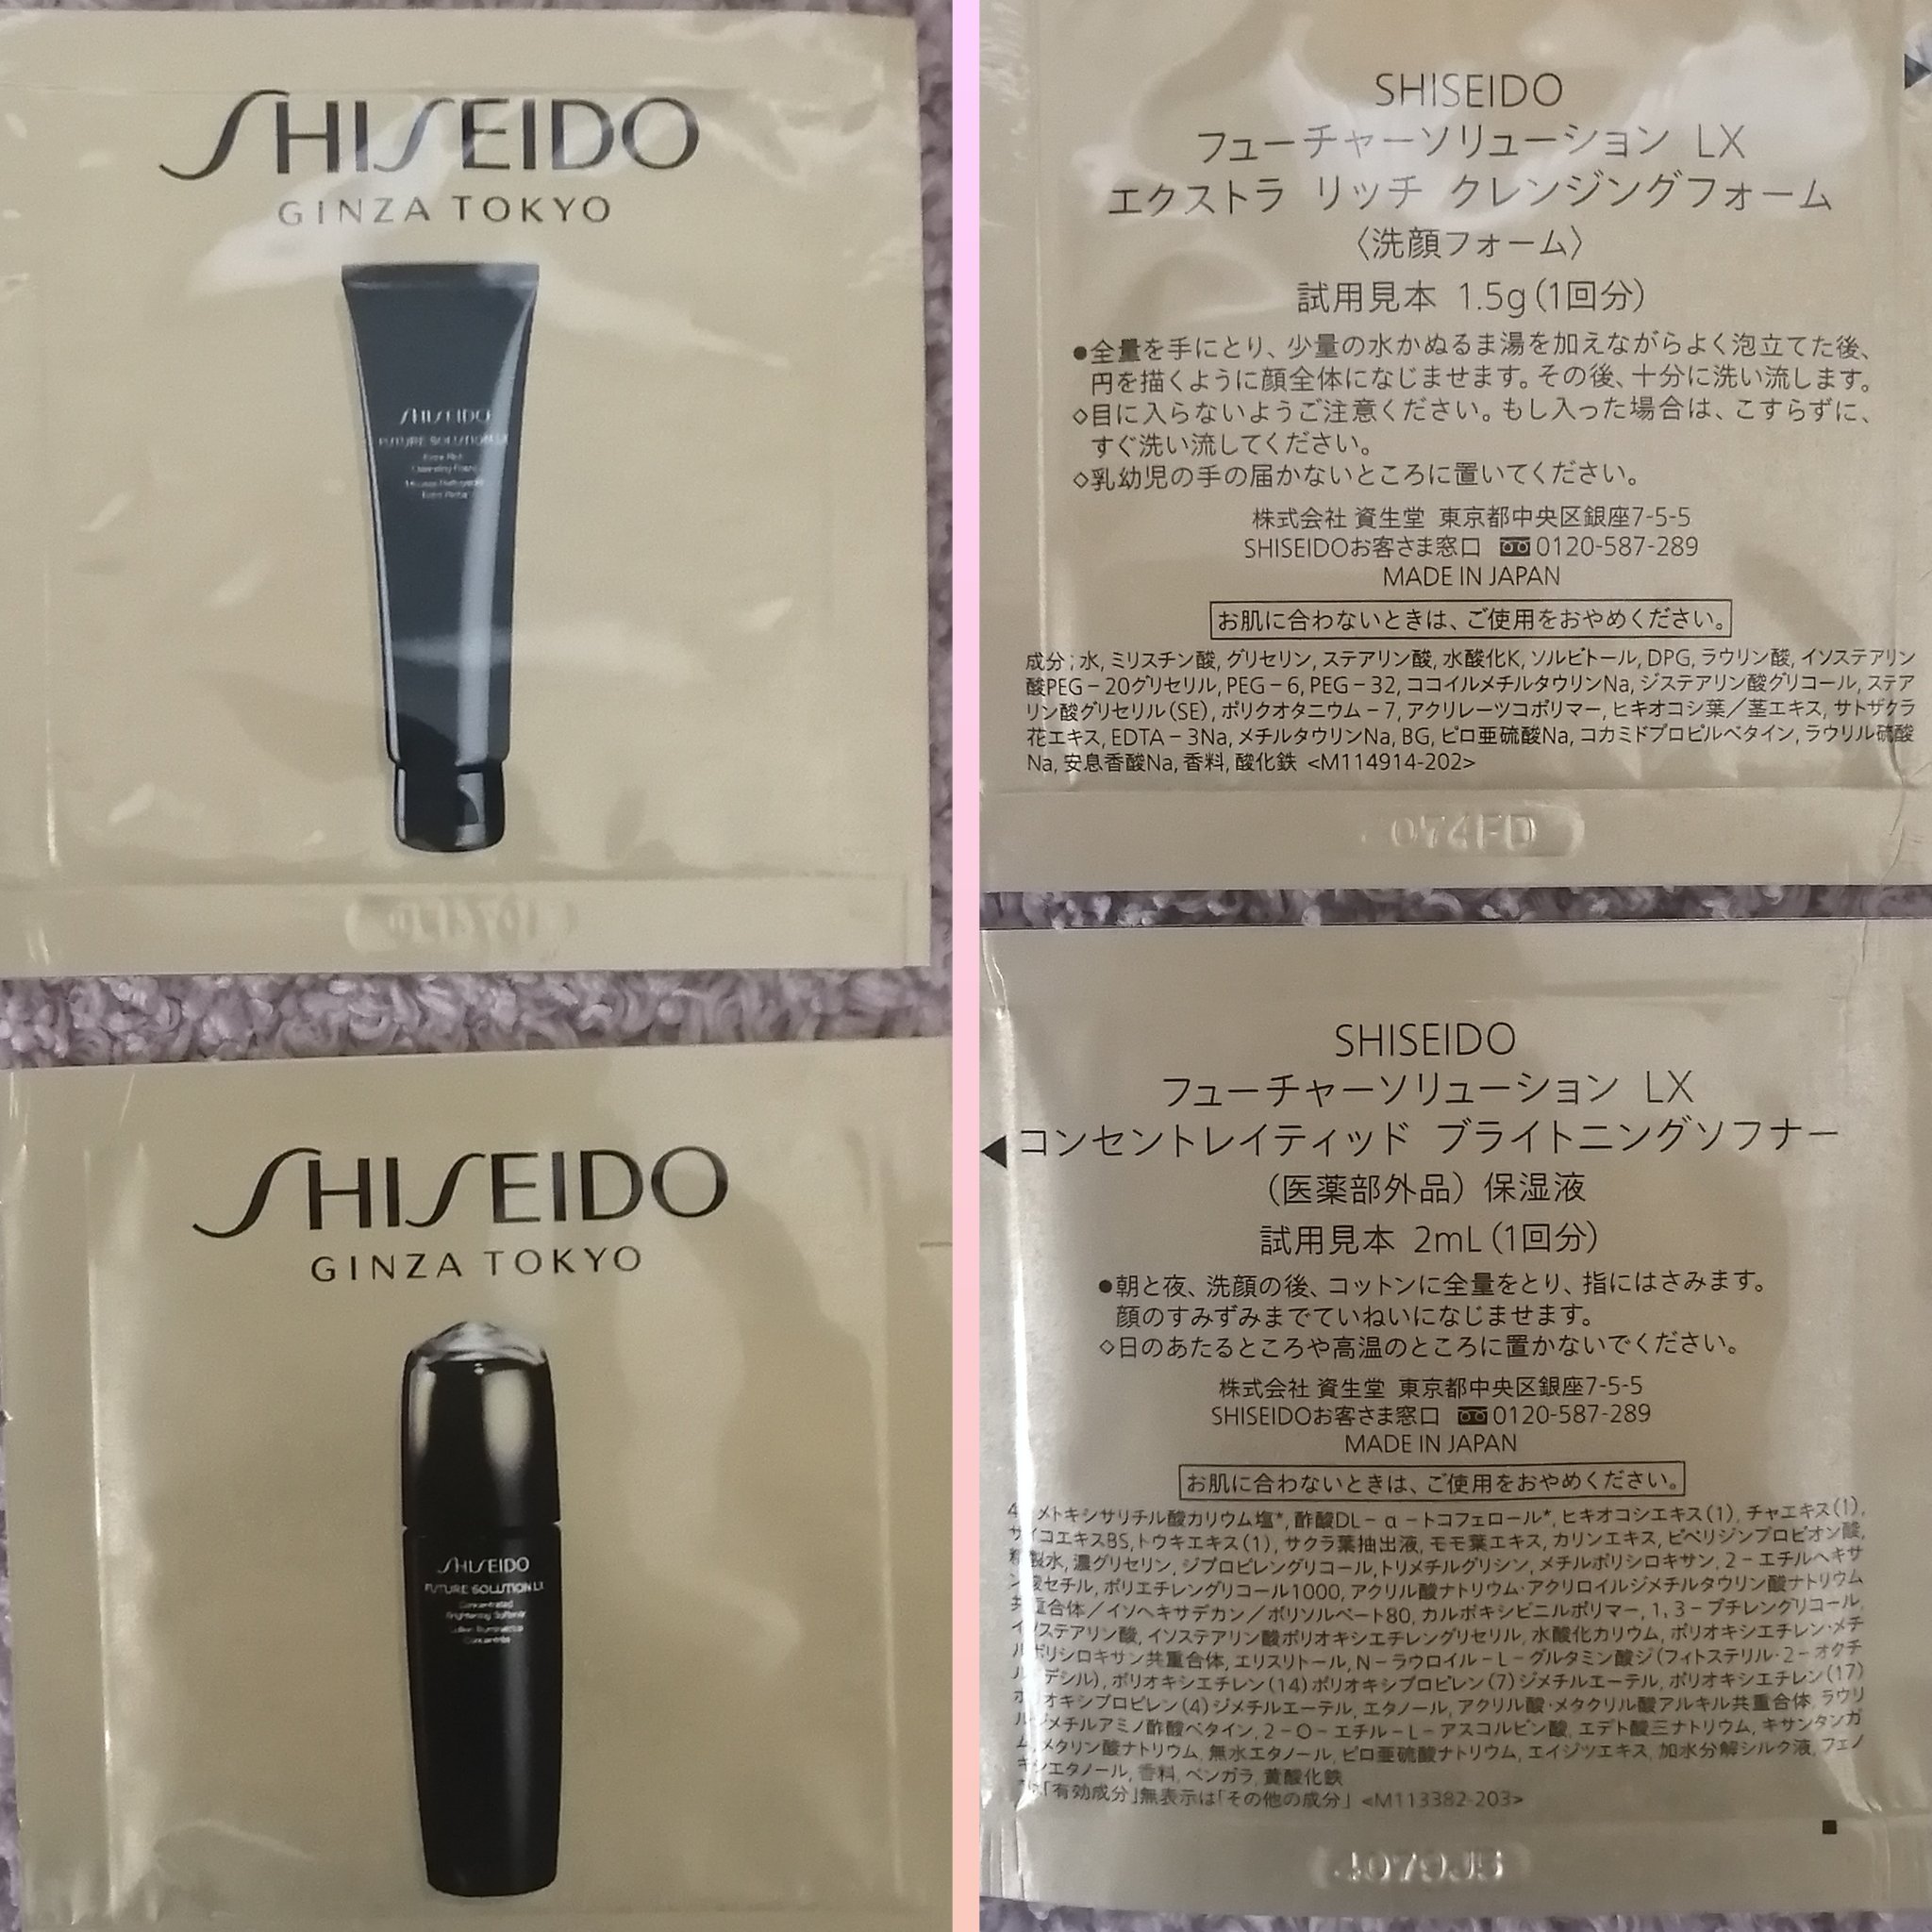 SHISEIDO
GINZA TOKYO
SHISEIDO
FUTURE SOLUTION LX
Extra Rich
Cleansing Foam
SHISEIDO
GINZA TOKYO
SHISEIDO
FUTURE SOLUTION LX
Concentrated
Brightening Softener
Concentrée
SHISEIDO
フューチャーソリューション LX
エクストラ リッチ クレンジングフォーム
〈洗顔フォーム〉
試用見本 1.5g(1回分)
●全量を手にとり、少量の水かぬるま湯を加えながらよく泡立てた後、
円を描くように顔全体になじませます。その後、十分に洗い流します。
◇目に入らないようご注意ください。もし入った場合は、こすらずに、
すぐ洗い流してください。
◇乳幼児の手の届かないところに置いてください。
株式会社 資生堂 東京都中央区銀座7-5-5
SHISEIDOお客さま窓口 0120-587-289
MADE IN JAPAN
お肌に合わないときは、ご使用をおやめください。
成分;水, ミリスチン酸, グリセリン, ステアリン酸, 水酸化K, ソルビトール, DPG, ラウリン酸, イソステアリン
酸PEG－20グリセリル, PEG－6, PEG－32, ココイルメチルタウリンNa, ジステアリン酸グリコール, ステア
リン酸グリセリル(SE), ポリクオタニウム－7, アクリレーツコポリマー, ヒキオコシ葉／茎エキス, サトザクラ
花エキス, EDTA－3Na, メチルタウリンNa, BG, ピロ亜硫酸Na, コカミドプロピルベタイン, ラウリル硫酸
Na, 安息香酸Na, 香料, 酸化鉄 <M114914-202>
SHISEIDO
フューチャーソリューション LX
コンセントレイティッド ブライトニングソフナー
(医薬部外品) 保湿液
試用見本 2mL(1回分)
●朝と夜、洗顔の後、コットンに全量をとり、指にはさみます。
顔のすみずみまでていねいになじませます。
◇日のあたるところや高温のところに置かないでください。
株式会社 資生堂 東京都中央区銀座7-5-5
SHISEIDOお客さま窓口 0120-587-289
MADE IN JAPAN
お肌に合わないときは、ご使用をおやめください。
メトキシサリチル酸カリウム塩*, 酢酸DL－α－トコフェロール*, ヒキオコシエキス(1), チャエキス(1),
サイコエキスBS, トウキエキス(1), サクラ葉抽出液, モモ葉エキス, カリンエキス, ピペリジンプロピオン酸,
精製水, 濃グリセリン, ジプロピレングリコール, トリメチルグリシン, メチルポリシロキサン, 2－エチルヘキサ
ン酸セチル, ポリエチレングリコール1000, アクリル酸ナトリウム・アクリロイルジメチルタウリン酸ナトリウム
共重合体／イソヘキサデカン／ポリソルベート80, カルボキシビニルポリマー, 1, 3－ブチレングリコール,
イソステアリン酸, イソステアリン酸ポリオキシエチレングリセリル, 水酸化カリウム, ポリオキシエチレン・メチ
ルポリシロキサン共重合体, エリスリトール, N－ラウロイル－L－グルタミン酸ジ(フィトステリル・2－オクチ
ルドデシル), ポリオキシエチレン(14)ポリオキシプロピレン(7)ジメチルエーテル, ポリオキシエチレン(17)
ポリオキシプロピレン(4)ジメチルエーテル, エタノール, アクリル酸・メタクリル酸アルキル共重合体, ラウリ
ルジメチルアミノ酢酸ベタイン, 2－O－エチル－L－アスコルビン酸, エデト酸三ナトリウム, キサンタンガ
ム, メタリン酸ナトリウム, 無水エタノール, ピロ亜硫酸ナトリウム, エイジツエキス, 加水分解シルク液, フェノ
キシエタノール, 香料, ベンガラ, 黄酸化鉄
「有効成分」無表示は「その他の成分」 <M113382-203>